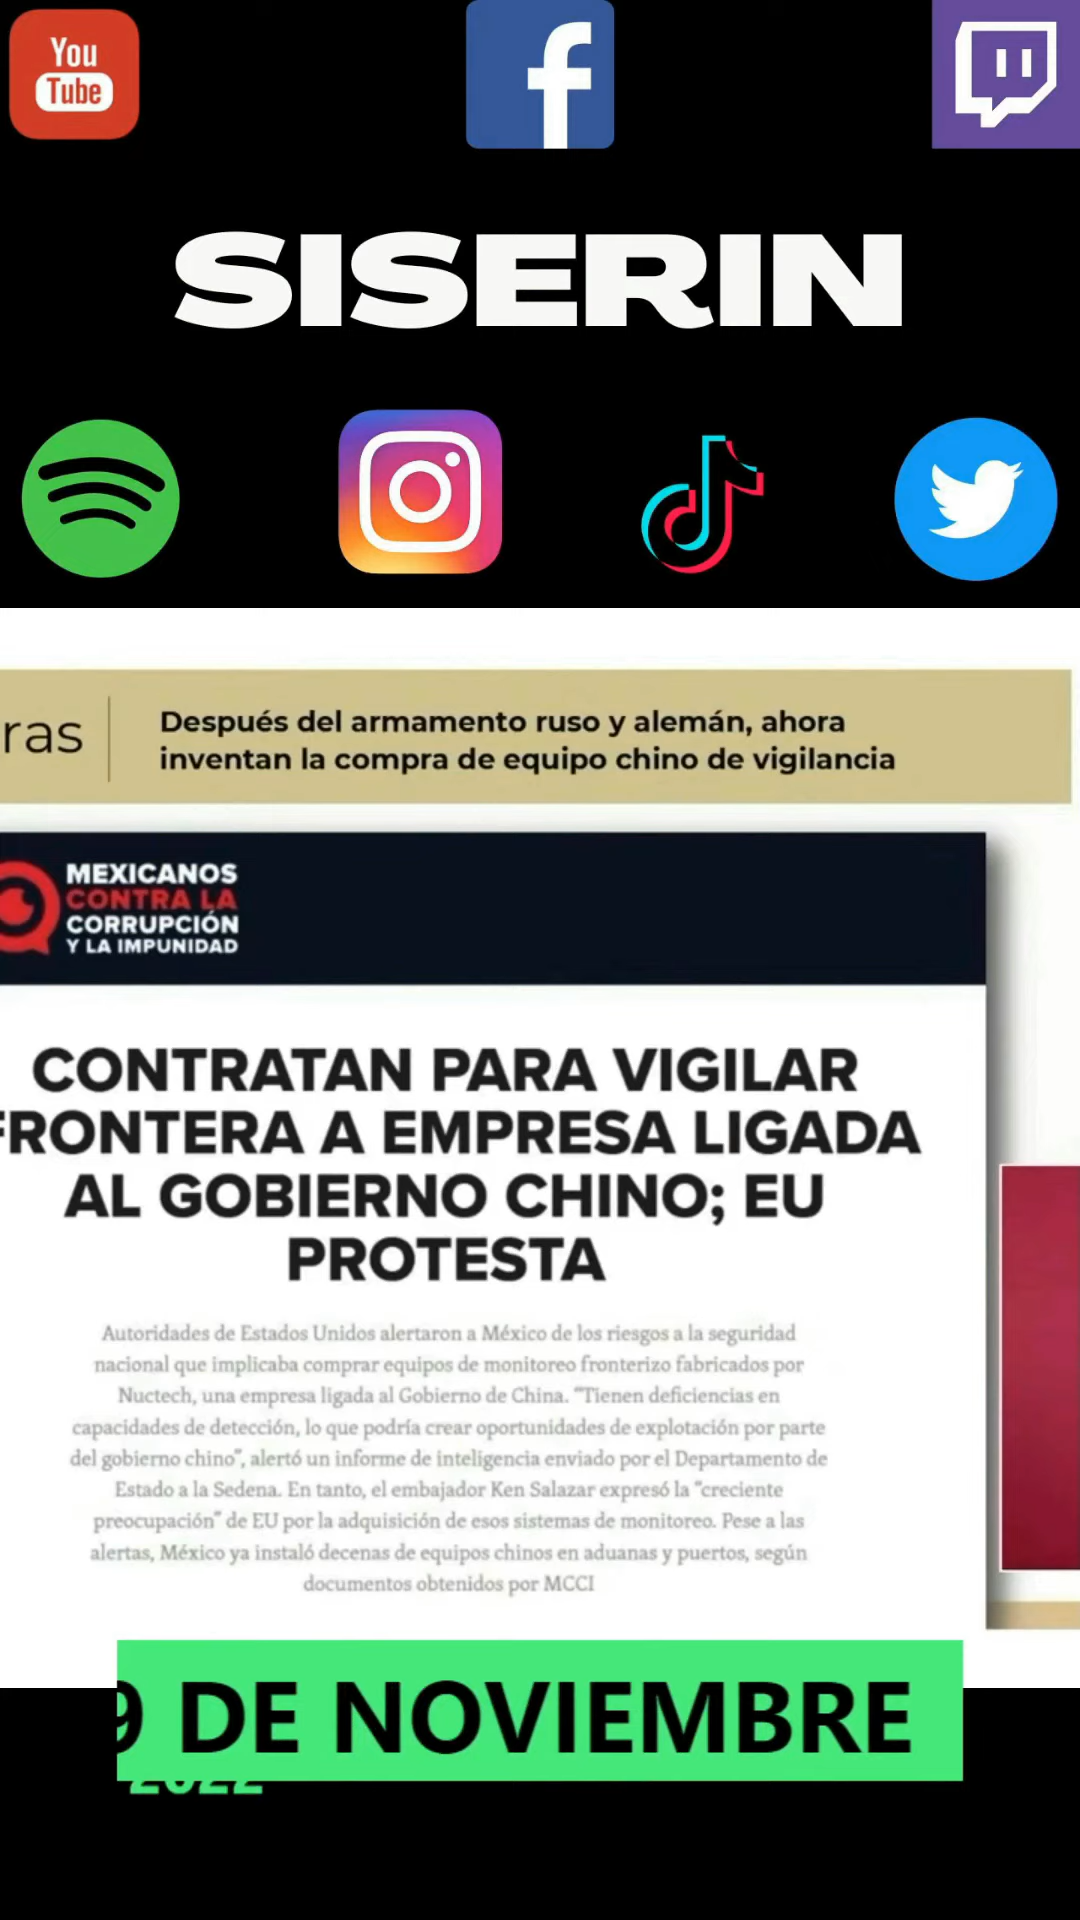 You
Tube
SISERIN
ras
Después del armamento ruso y alemán, ahora
inventan la compra de equipo chino de vigilancia
MEXICANOS
CONTRA LA
CORRUPCIÓN
Y LA IMPUNIDAD
CONTRATAN PARA VIGILAR
FRONTERA A EMPRESA LIGADA
AL GOBIERNO CHINO; EU
PROTESTA
Autoridades de Estados Unidos alertaron a México de los riesgos a la seguridad
nacional que implicaba comprar equipos de monitoreo fronterizo fabricados por
Nuctech, una empresa ligada al Gobierno de China. "Tienen deficiencias en
capacidades de detección, lo que podría crear oportunidades de explotación por parte
del gobierno chino", alertó un informe de inteligencia enviado por el Departamento de
Estado a la Sedena. En tanto, el embajador Ken Salazar expresó la "creciente
preocupación" de EU por la adquisición de esos sistemas de monitoreo. Pese a las
alertas, México ya instaló decenas de equipos chinos en aduanas y puertos, según
documentos obtenidos por MCCI
9 DE NOVIEMBRE
2022